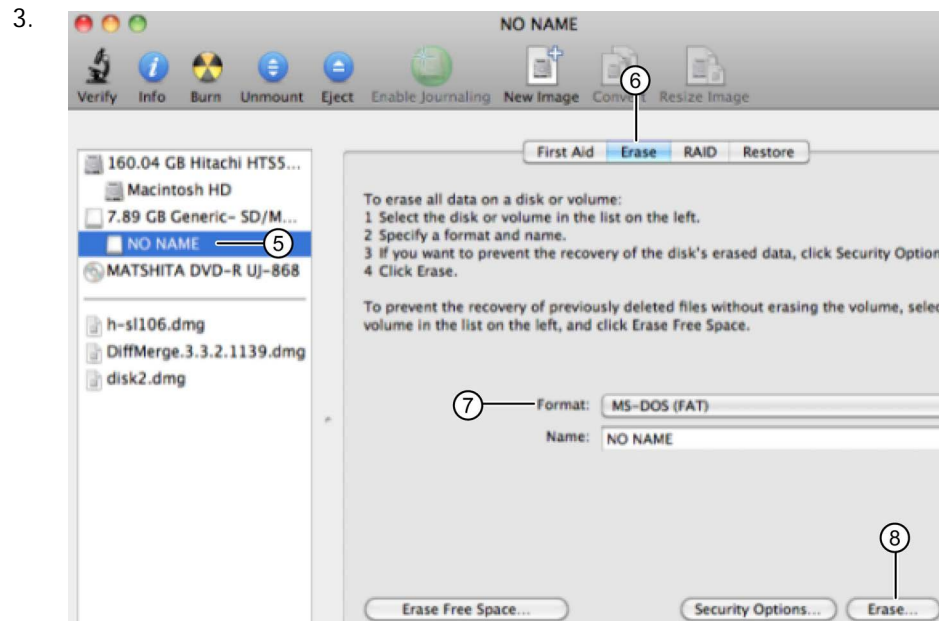 3.
NO NAME
Verify Info Burn Unmount Eject Enable Journaling New Image Convert Resize Image
6
First Aid Erase RAID Restore
160.04 GB Hitachi HTS5...
Macintosh HD
7.89 GB Generic- SD/M...
NO NAME 5
MATSHITA DVD-R UJ-868
h-sl106.dmg
DiffMerge.3.3.2.1139.dmg
disk2.dmg
To erase all data on a disk or volume:
1 Select the disk or volume in the list on the left.
2 Specify a format and name.
3 If you want to prevent the recovery of the disk's erased data, click Security Option
4 Click Erase.
To prevent the recovery of previously deleted files without erasing the volume, selec
volume in the list on the left, and click Erase Free Space.
7 Format: MS-DOS (FAT)
Name: NO NAME
8
Erase Free Space... Security Options... Erase...